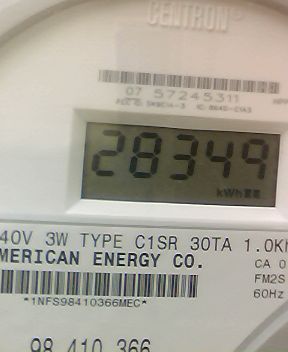 CENTRON®
07 57245311
28349
kWh
40V 3W TYPE C1SR 30TA 1.0K
MERICAN ENERGY CO.
CA 0
FM2S
60Hz
*1NFS98410366MEC*
98 410 366